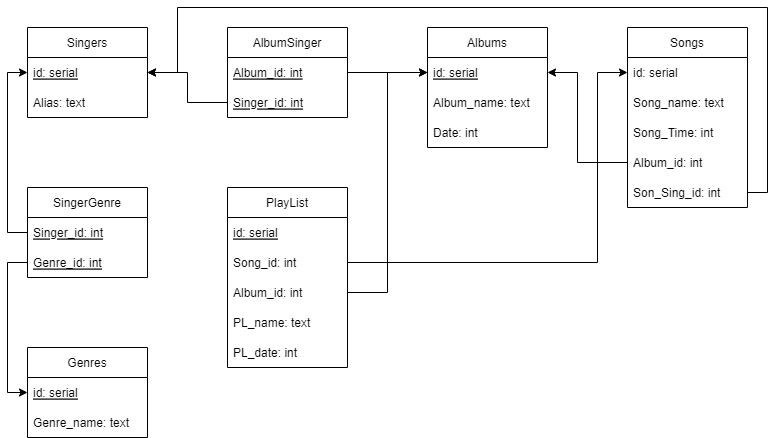 Singers
id: serial
Alias: text
AlbumSinger
Album_id: int
Singer_id: int
Albums
id: serial
Album_name: text
Date: int
Songs
id: serial
Song_name: text
Song_Time: int
Album_id: int
Son_Sing_id: int
SingerGenre
Singer_id: int
Genre_id: int
PlayList
id: serial
Song_id: int
Album_id: int
PL_name: text
PL_date: int
Genres
id: serial
Genre_name: text